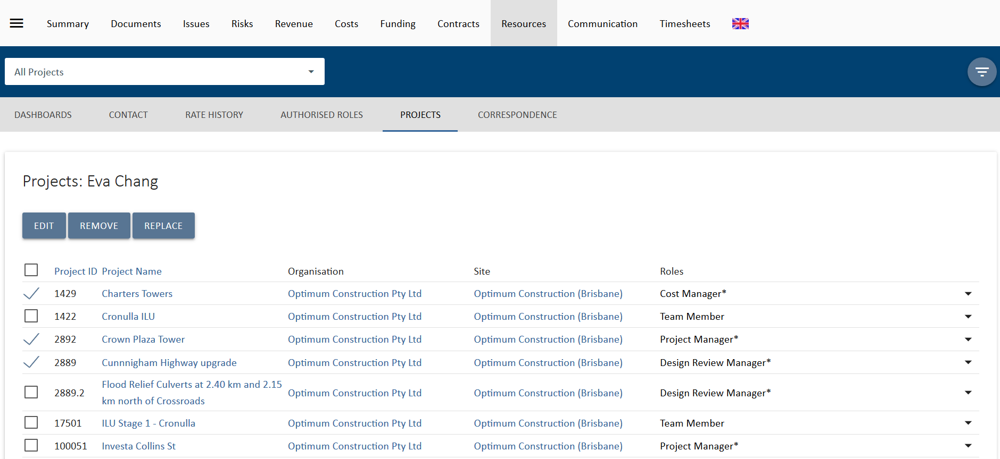 Summary Documents Issues Risks Revenue Costs Funding Contracts Resources Communication Timesheets
All Projects
DASHBOARDS CONTACT RATE HISTORY AUTHORISED ROLES PROJECTS CORRESPONDENCE
Projects: Eva Chang
EDIT REMOVE REPLACE
Project ID Project Name Organisation Site Roles
1429 Charters Towers Optimum Construction Pty Ltd Optimum Construction (Brisbane) Cost Manager*
1422 Cronulla ILU Optimum Construction Pty Ltd Optimum Construction (Brisbane) Team Member
2892 Crown Plaza Tower Optimum Construction Pty Ltd Optimum Construction (Brisbane) Project Manager*
2889 Cunnnigham Highway upgrade Optimum Construction Pty Ltd Optimum Construction (Brisbane) Design Review Manager*
2889.2 Flood Relief Culverts at 2.40 km and 2.15
km north of Crossroads Optimum Construction Pty Ltd Optimum Construction (Brisbane) Design Review Manager*
17501 ILU Stage 1 - Cronulla Optimum Construction Pty Ltd Optimum Construction (Brisbane) Team Member
100051 Investa Collins St Optimum Construction Pty Ltd Optimum Construction (Brisbane) Project Manager*